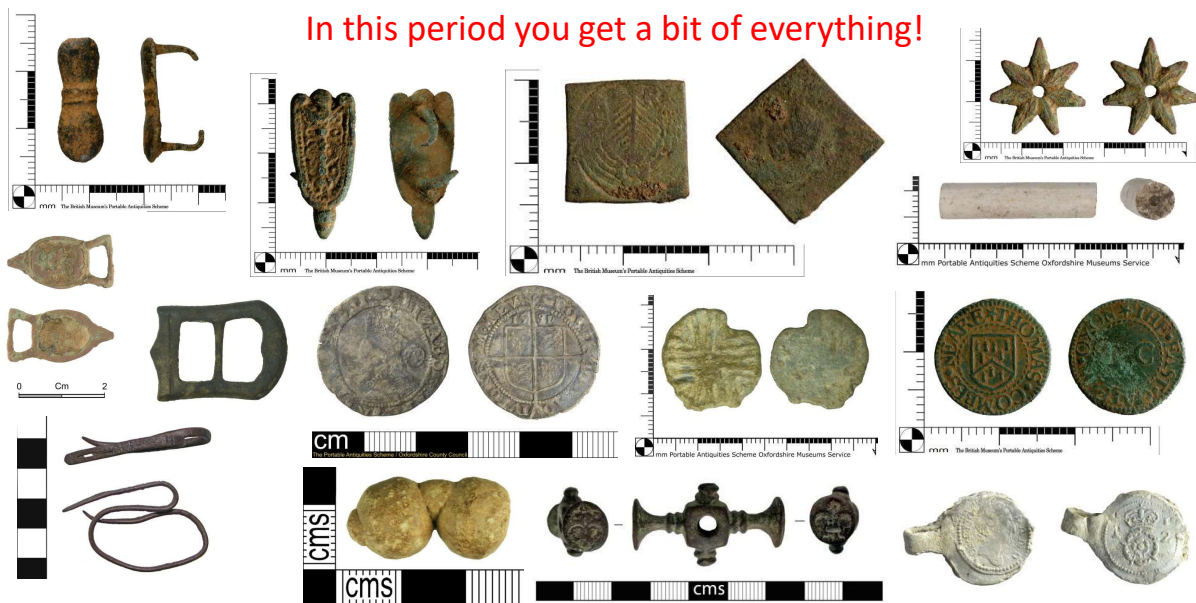 In this period you get a bit of everything!
mm The British Museum's Portable Antiquities Scheme
mm The British Museum's Portable Antiquities Scheme
mm The British Museum's Portable Antiquities Scheme
mm The British Museum's Portable Antiquities Scheme
mm Portable Antiquities Scheme Oxfordshire Museums Service
0 Cm 2
cm
The Portable Antiquities Scheme / Oxfordshire County Council
mm Portable Antiquities Scheme Oxfordshire Museums Service
THOMAS
C
mm The British Museum's Portable Antiquities Scheme
cms
cms
cms